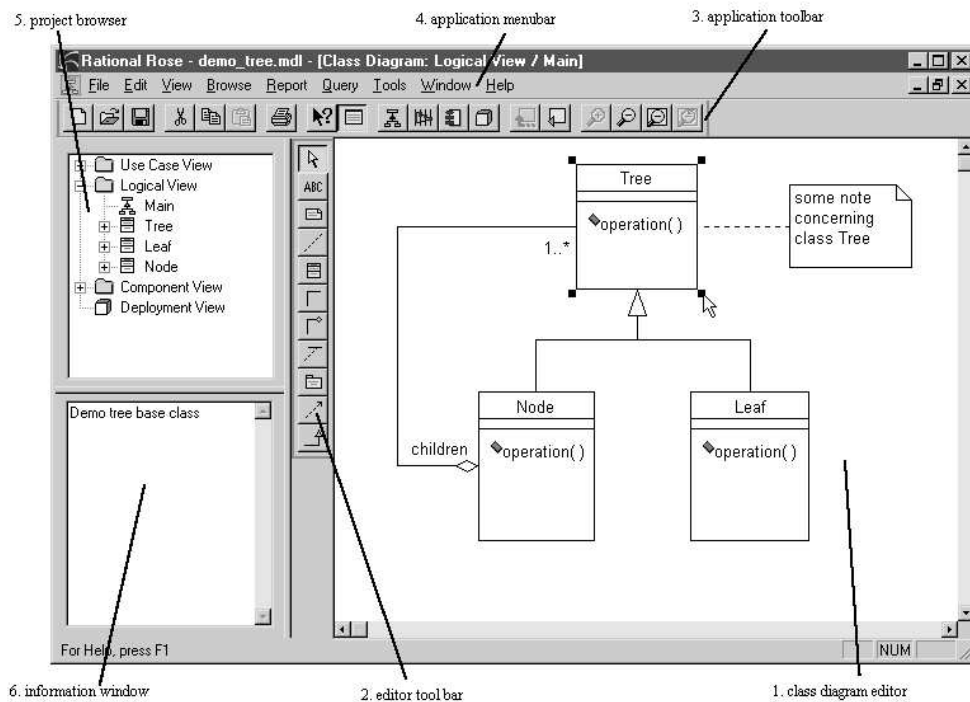 5. project browser
4. application menubar
3. application toolbar
Rational Rose - demo_tree.mdl - [Class Diagram: Logical View / Main]
File Edit View Browse Report Query Tools Window Help
Use Case View
Logical View
Main
Tree
Leaf
Node
Component View
Deployment View
ABC
Tree
operation( )
1..*
some note
concerning
class Tree
Node
operation( )
Leaf
operation( )
children
Demo tree base class
For Help, press F1
NUM
6. information window
2. editor tool bar
1. class diagram editor